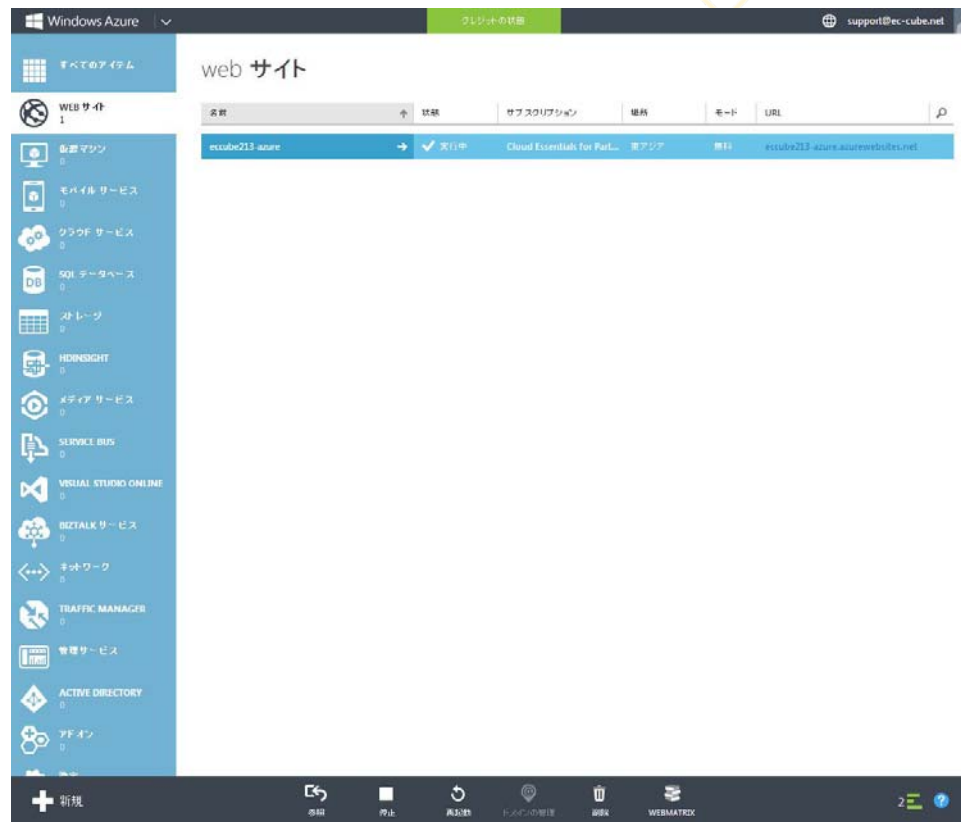 Windows Azure
クレジットの状態
support@ec-cube.net
すべてのアイテム
web サイト
WEB サイト
1
名前 状態 サブスクリプション 場所 モード URL
eccube213-azure 実行中 Cloud Essentials for Part... 東アジア 無料 eccube213-azure.azurewebsites.net
仮想マシン
0
モバイル サービス
0
クラウド サービス
0
SQL データベース
0
DB
ストレージ
0
HDINSIGHT
0
メディア サービス
0
SERVICE BUS
0
VISUAL STUDIO ONLINE
0
BIZTALK サービス
0
ネットワーク
0
TRAFFIC MANAGER
0
管理サービス
0
ACTIVE DIRECTORY
0
アドオン
0
新規
参照
停止
再起動
ドメインの管理
削除
WEBMATRIX
2
?